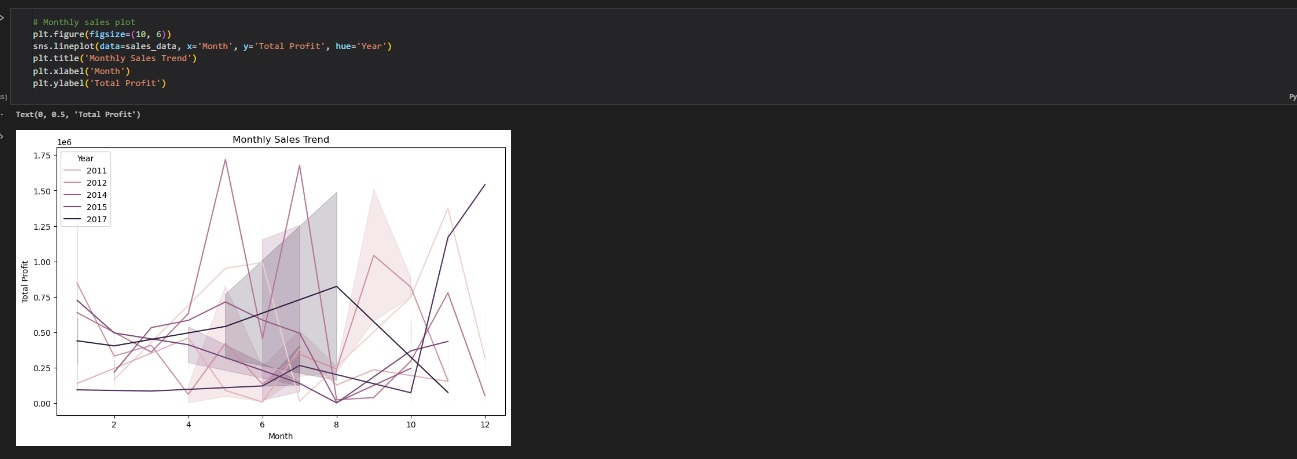 # Monthly sales plot
plt.figure(figsize=(10, 6))
sns.lineplot(data=sales_data, x='Month', y='Total Profit', hue='Year')
plt.title('Monthly Sales Trend')
plt.xlabel('Month')
plt.ylabel('Total Profit')
Py
Text(0, 0.5, 'Total Profit')
Monthly Sales Trend
1e6
Year
2011
2012
2014
2015
2017
1.75
1.50
1.25
1.00
0.75
0.50
0.25
0.00
Total Profit
2 4 6 8 10 12
Month